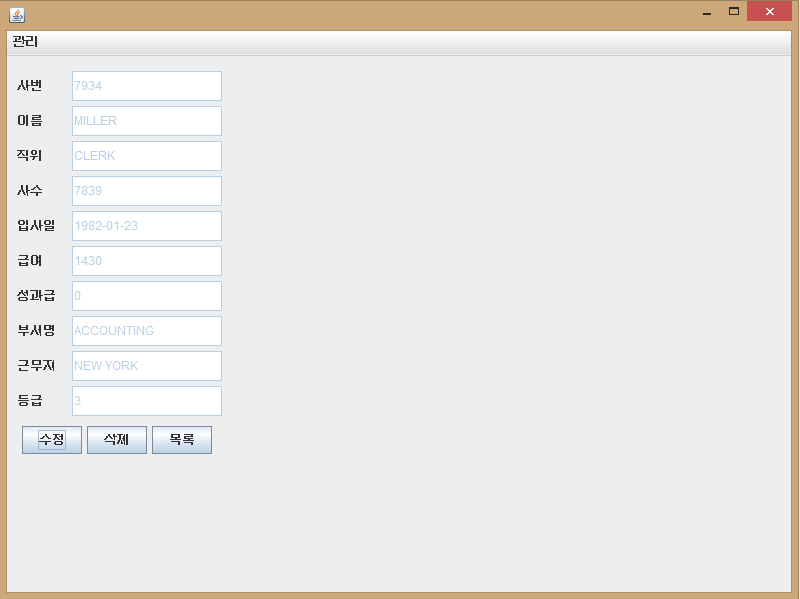 관리
사번 7934
이름 MILLER
직위 CLERK
사수 7839
입사일 1982-01-23
급여 1430
성과급 0
부서명 ACCOUNTING
근무지 NEW YORK
등급 3
수정 삭제 목록